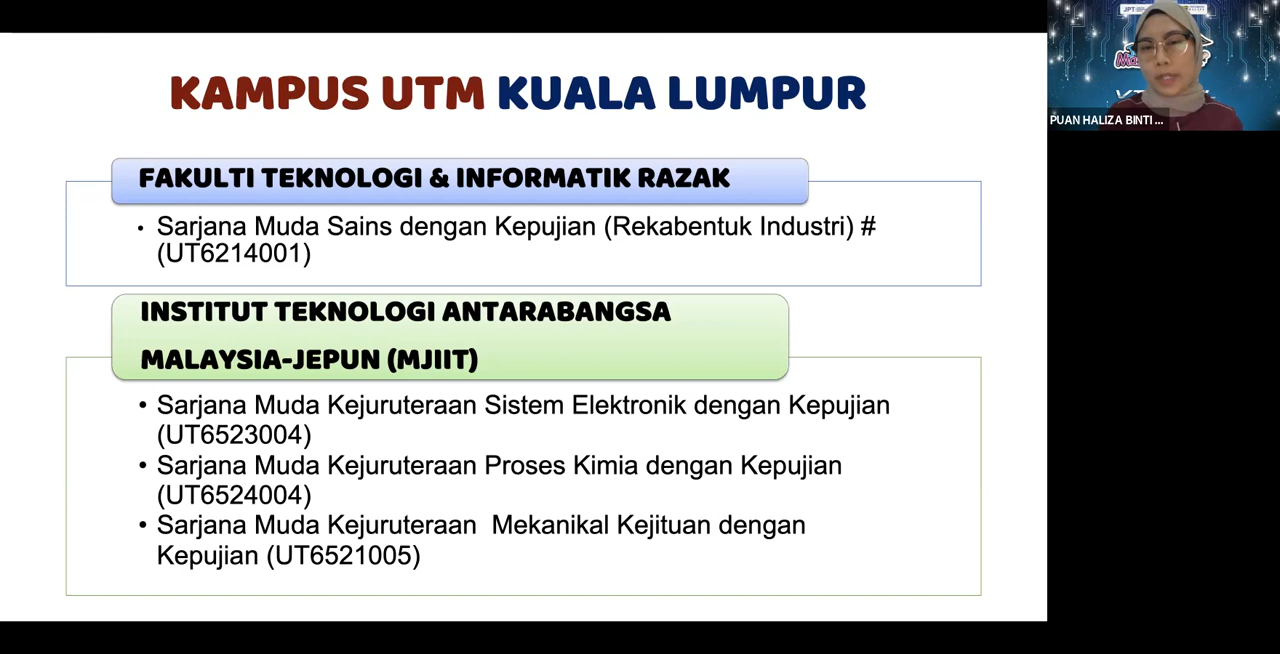 KAMPUS UTM KUALA LUMPUR
FAKULTI TEKNOLOGI & INFORMATIK RAZAK
• Sarjana Muda Sains dengan Kepujian (Rekabentuk Industri) #
(UT6214001)
INSTITUT TEKNOLOGI ANTARABANGSA
MALAYSIA-JEPUN (MJIIT)
• Sarjana Muda Kejuruteraan Sistem Elektronik dengan Kepujian
(UT6523004)
• Sarjana Muda Kejuruteraan Proses Kimia dengan Kepujian
(UT6524004)
• Sarjana Muda Kejuruteraan Mekanikal Kejituan dengan
Kepujian (UT6521005)
JPT
PUAN HALIZA BINTI ...